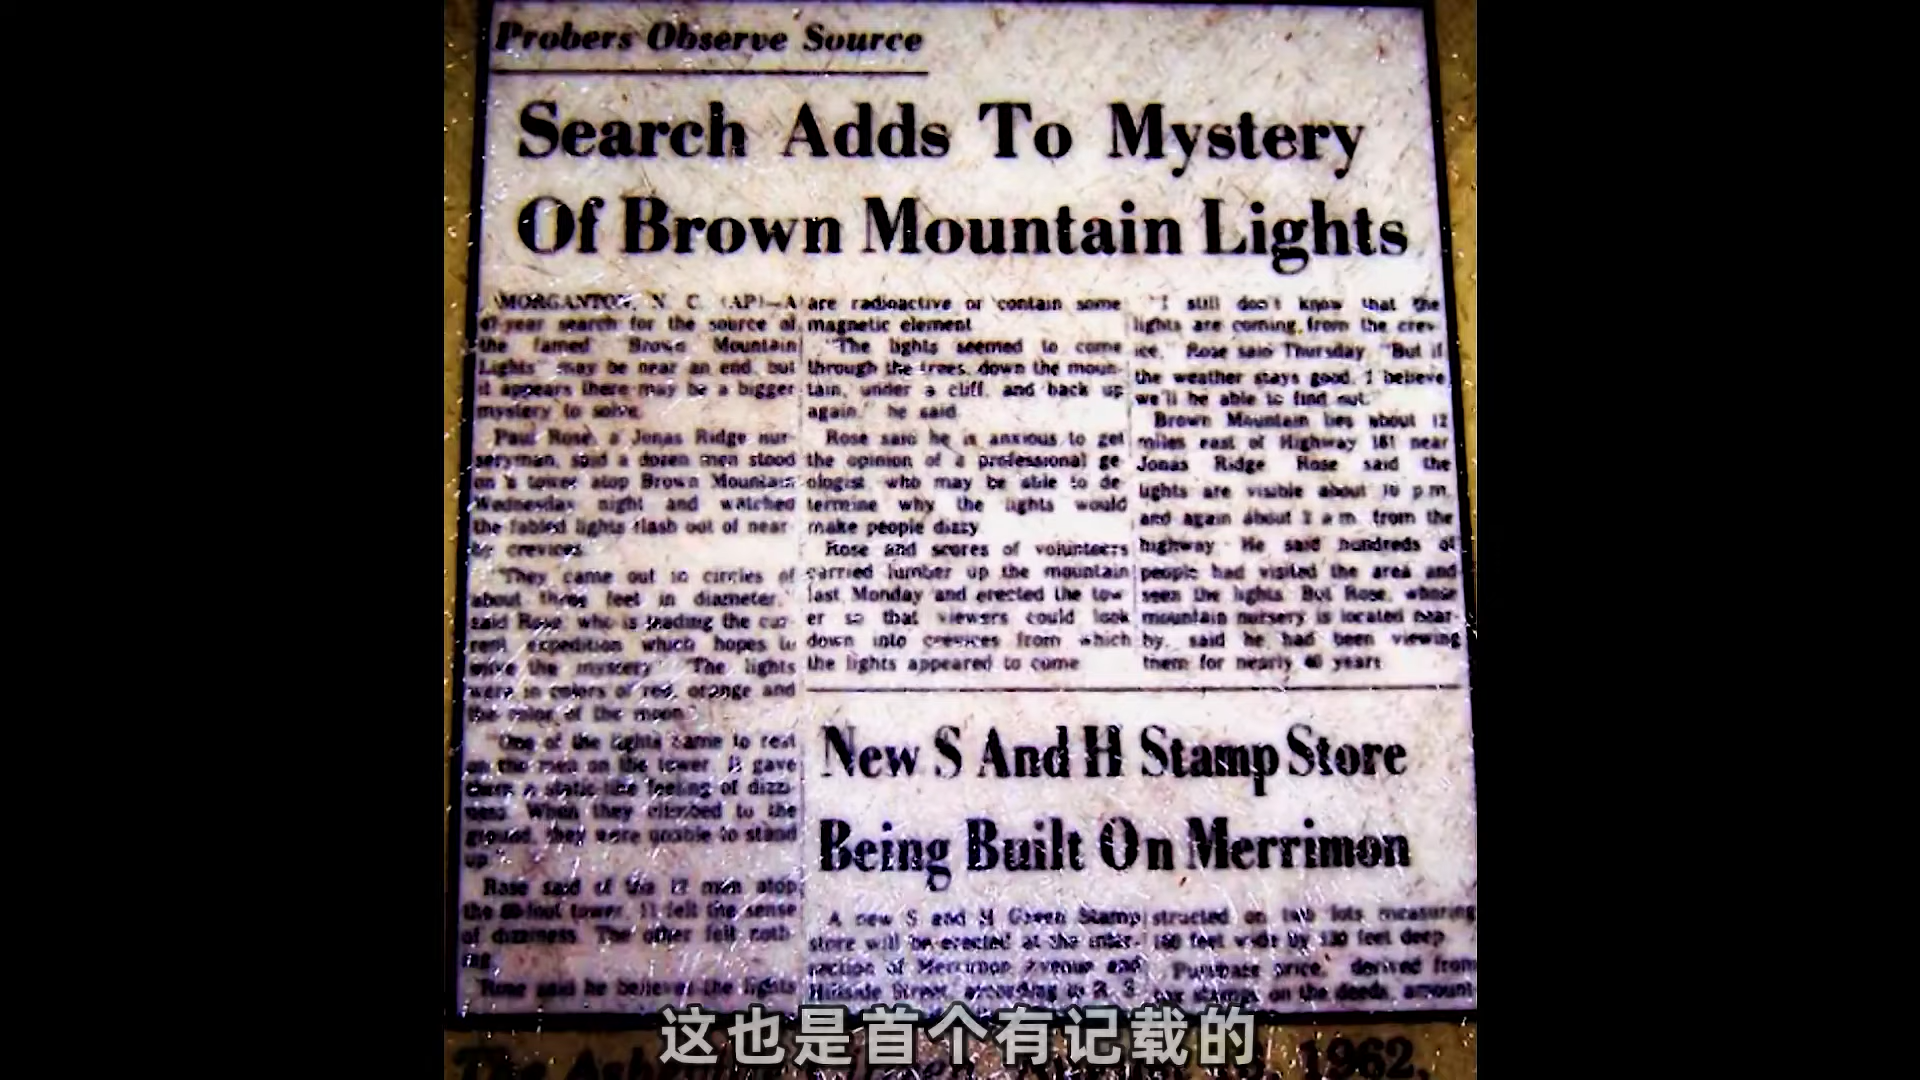 Probers Observe Source
Search Adds To Mystery
Of Brown Mountain Lights
MORGANTON, N. C. (AP)—A
47-year search for the source of
the famed "Brown Mountain
Lights" may be near an end, but
it appears there may be a bigger
mystery to solve.
Paul Rose, a Jonas Ridge nur-
seryman, said a dozen men stood
on a tower atop Brown Mountain
Wednesday night and watched
the fabled lights flash out of near-
by crevices.
"They came out in circles of
about three feet in diameter,"
said Rose, who is leading the cur-
rent expedition which hopes to
solve the mystery. "The lights
were in colors of red, orange and
the color of the moon."
"One of the lights came to rest
on the men on the tower. It gave
them a static-like feeling of dizzi-
ness. When they climbed to the
ground, they were unable to stand
up."
Rose said of the 12 men atop
the tower, 11 felt the sense
of dizziness. The other felt noth-
ing.
Rose said he believes the lights
are radioactive or contain some
magnetic element.
"The lights seemed to come
through the trees, down the moun-
tain, under a cliff, and back up
again," he said.
Rose said he is anxious to get
the opinion of a professional ge-
ologist, who may be able to de-
termine why the lights would
make people dizzy.
Rose and scores of volunteers
carried lumber up the mountain
last Monday and erected the tow-
er so that viewers could look
down into crevices from which
the lights appeared to come.
"I still don't know that the
lights are coming from the crev-
ice," Rose said Thursday. "But if
the weather stays good, I believe
we'll be able to find out."
Brown Mountain lies about 12
miles east of Highway 181 near
Jonas Ridge. Rose said the
lights are visible about 10 p.m.
and again about 2 a.m. from the
highway. He said hundreds of
people had visited the area and
seen the lights. But Rose, whose
mountain nursery is located near-
by, said he had been viewing
them for nearly 40 years.
New S And H Stamp Store
Being Built On Merrimon
A new S and H Green Stamp
store will be erected at the inter-
section of Merrimon Avenue and
Hillside Street, according to R. S.
structed on two lots measuring
feet wide by feet deep.
Purchase price, derived from
tax stamps on the deeds, amount-
这也是首个有记载的
The 1962.